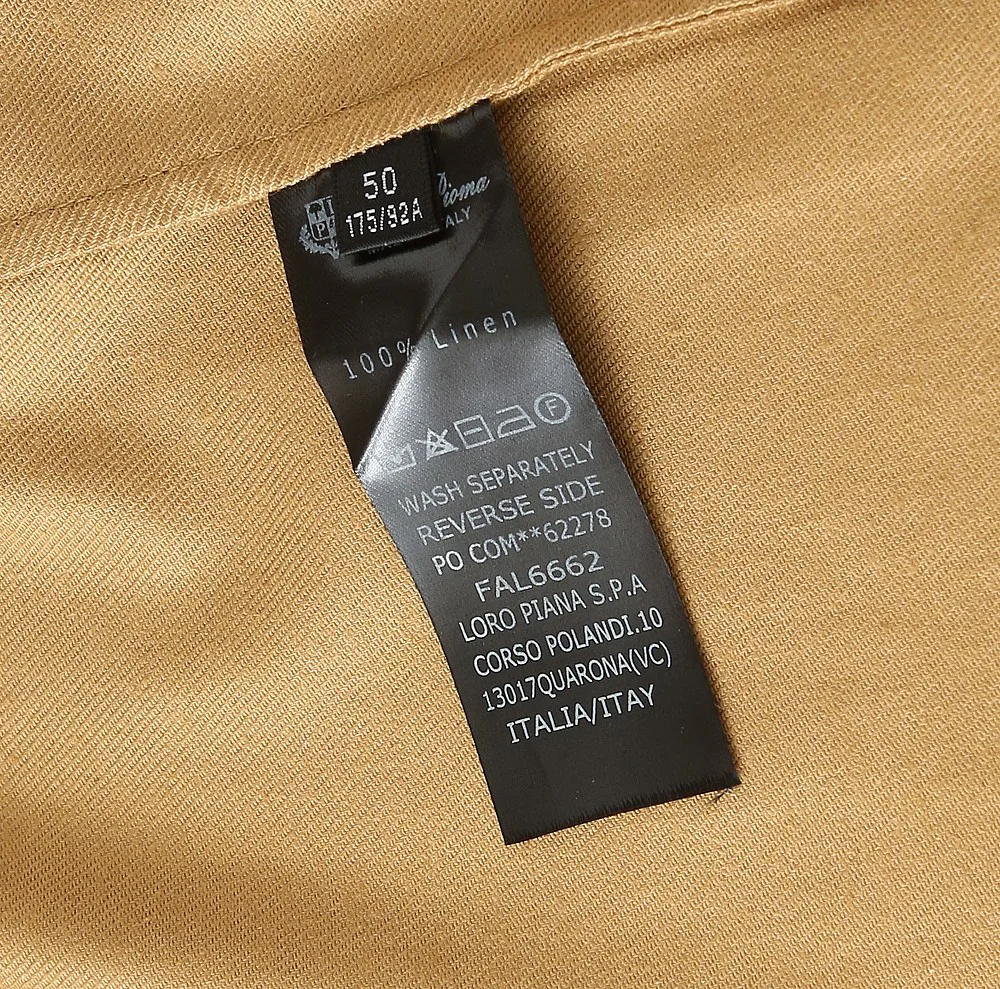 50
175/92A
ALY
100% Linen
F
WASH SEPARATELY
REVERSE SIDE
PO COM**62278
FAL6662
LORO PIANA S.P.A
CORSO POLANDI.10
13017QUARONA(VC)
ITALIA/ITAY